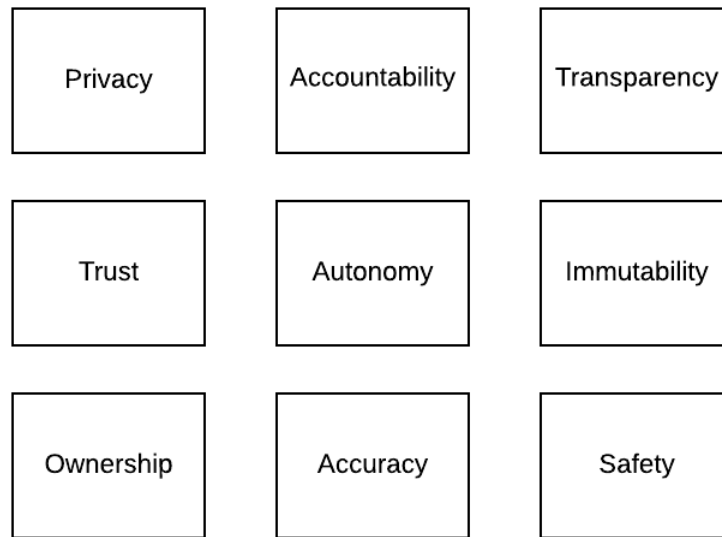 Privacy
Accountability
Transparency
Trust
Autonomy
Immutability
Ownership
Accuracy
Safety